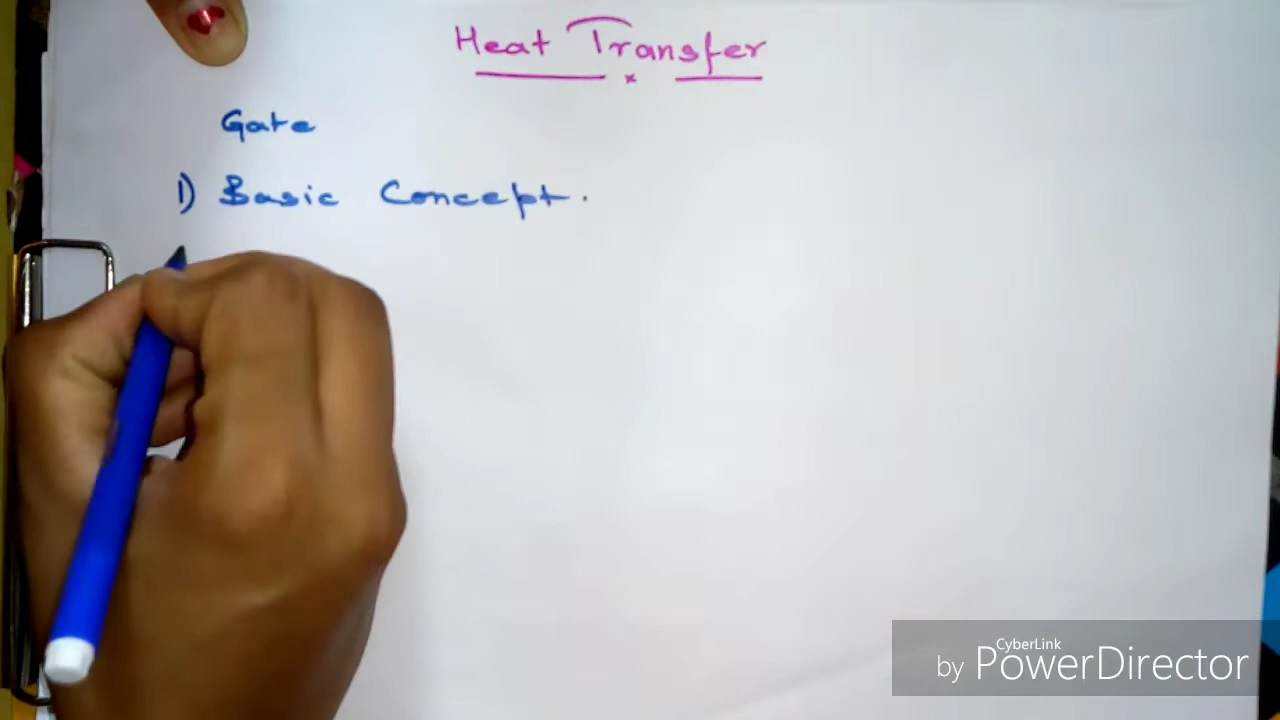 Heat Transfer
Gate
1) Basic Concept.
CyberLink
by PowerDirector